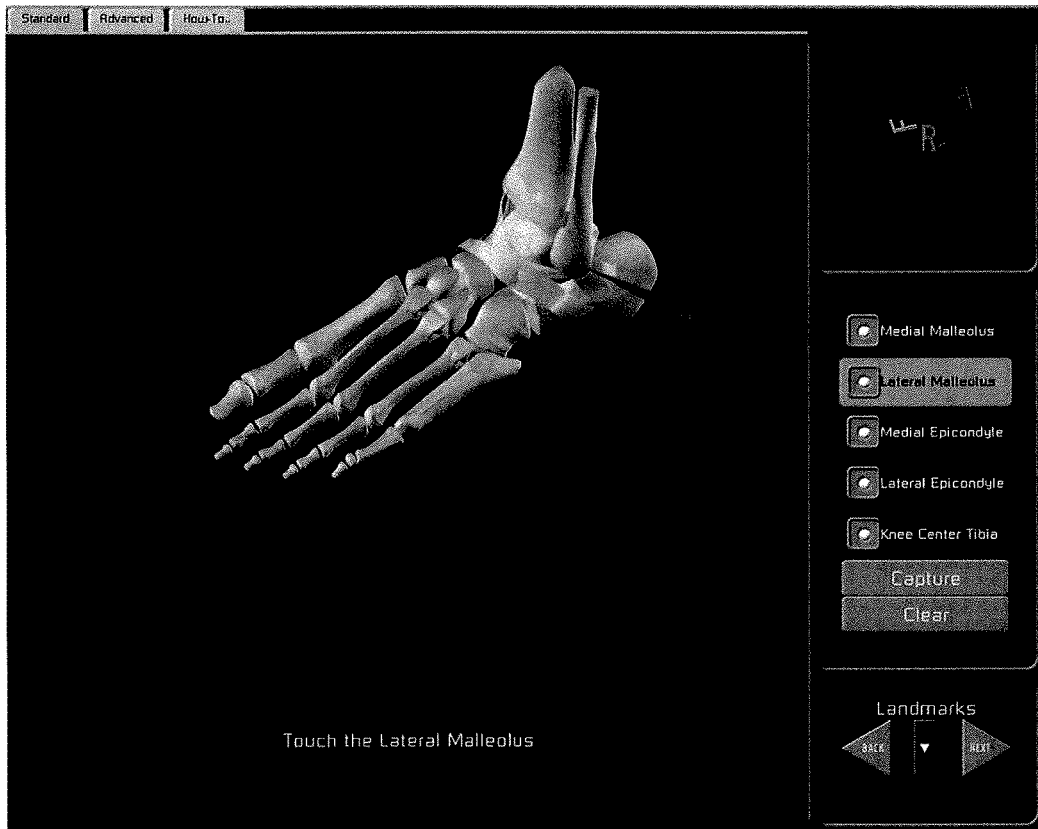 Standard
Advanced
How-To..
A
F
R
Medial Malleolus
Lateral Malleolus
Medial Epicondyle
Lateral Epicondyle
Knee Center Tibia
Capture
Clear
Landmarks
BACK
NEXT
Touch the Lateral Malleolus